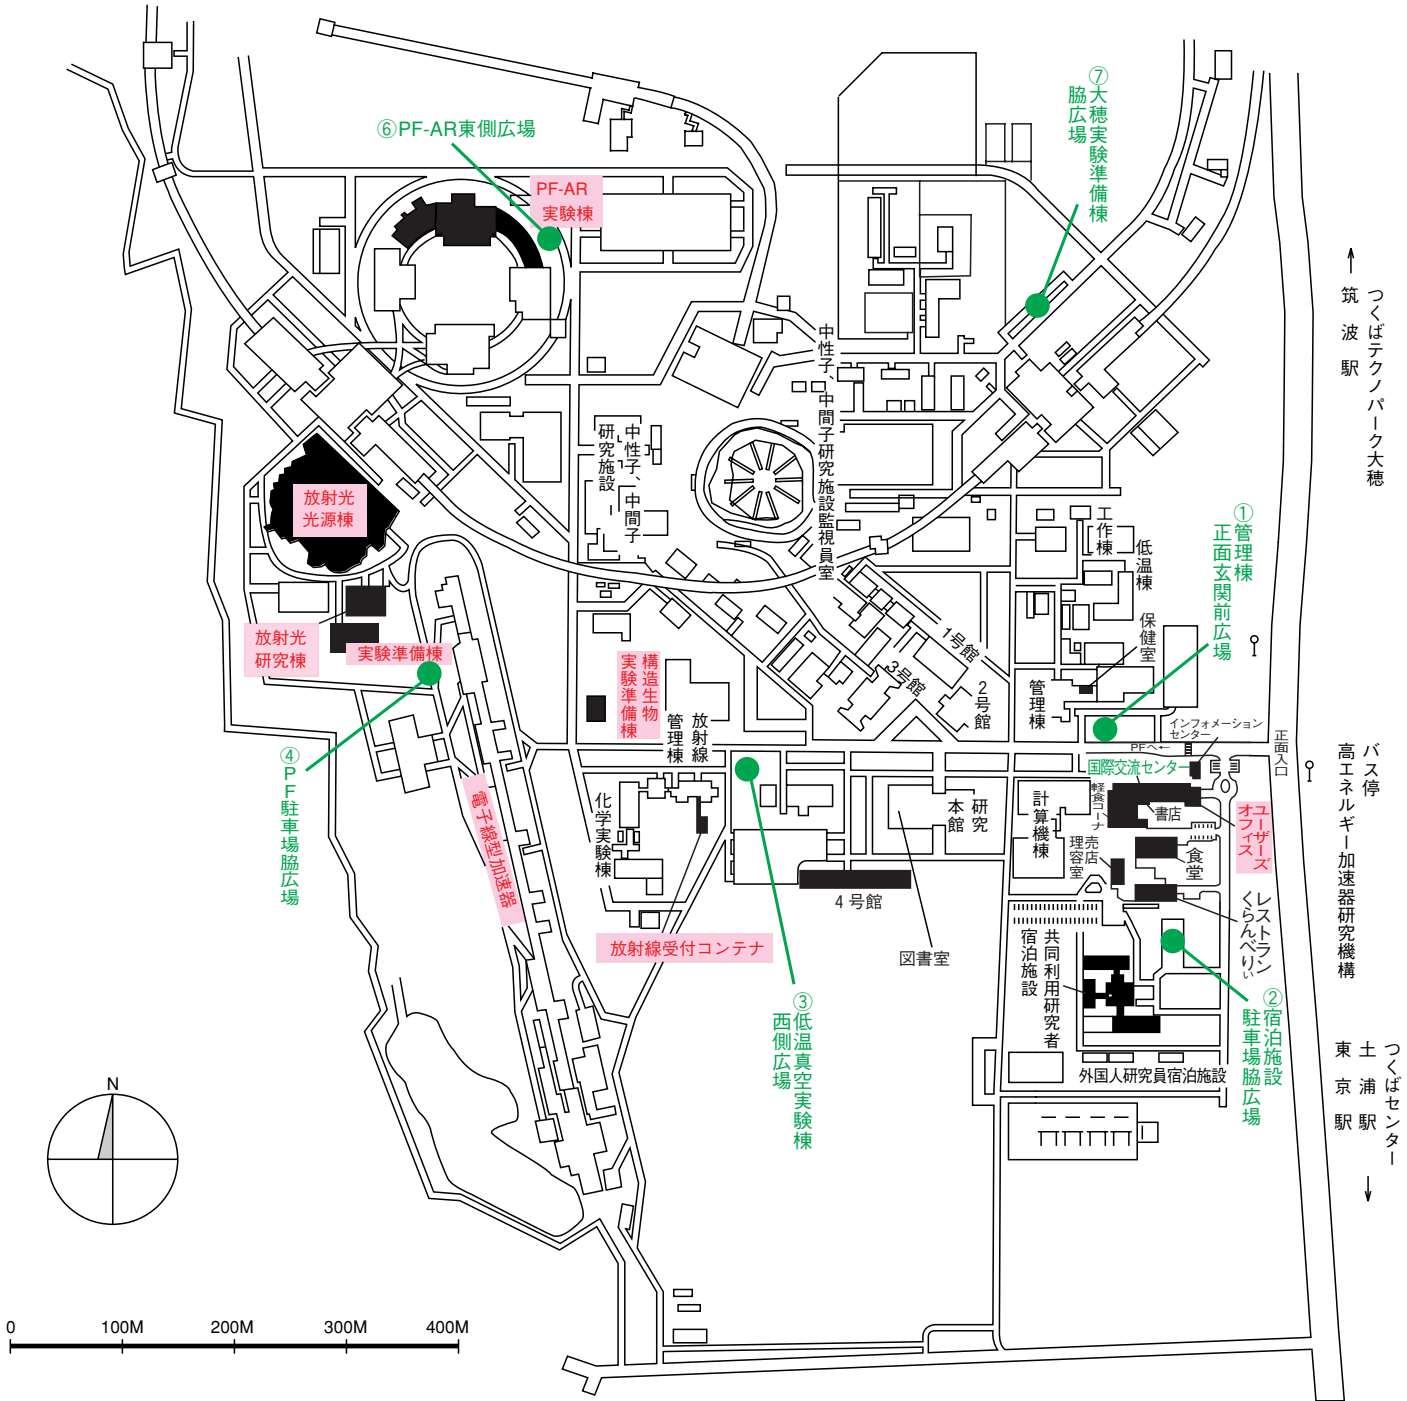 ⑥PF-AR東側広場
PF-AR
実験棟
⑦大穂実験準備棟
脇広場
筑波駅
つくばテクノパーク大穂
中性子、中間子研究施設監視員室
中性子、中間子
研究施設
放射光
光源棟
①管理棟
正面玄関前広場
工作棟
低温棟
保健室
放射光
研究棟
実験準備棟
構造生物
実験準備棟
放射線
管理棟
1号館
3号館
2号館
管理棟
インフォメーション
センター
PFへ←
国際交流センター
正面入口
バス停
高エネルギー加速器研究機構
④PF駐車場脇広場
電子線型加速器
化学実験棟
研究
本館
計算機棟
軽食コーナ
書店
ユーザーズ
オフィス
売店
理容室
食堂
4号館
レストラン
くらんべりぃ
放射線受付コンテナ
図書室
共同利用研究者
宿泊施設
③低温真空実験棟
西側広場
②宿泊施設
駐車場脇広場
外国人研究員宿泊施設
つくばセンター
土浦駅
東京駅
N
0 100M 200M 300M 400M